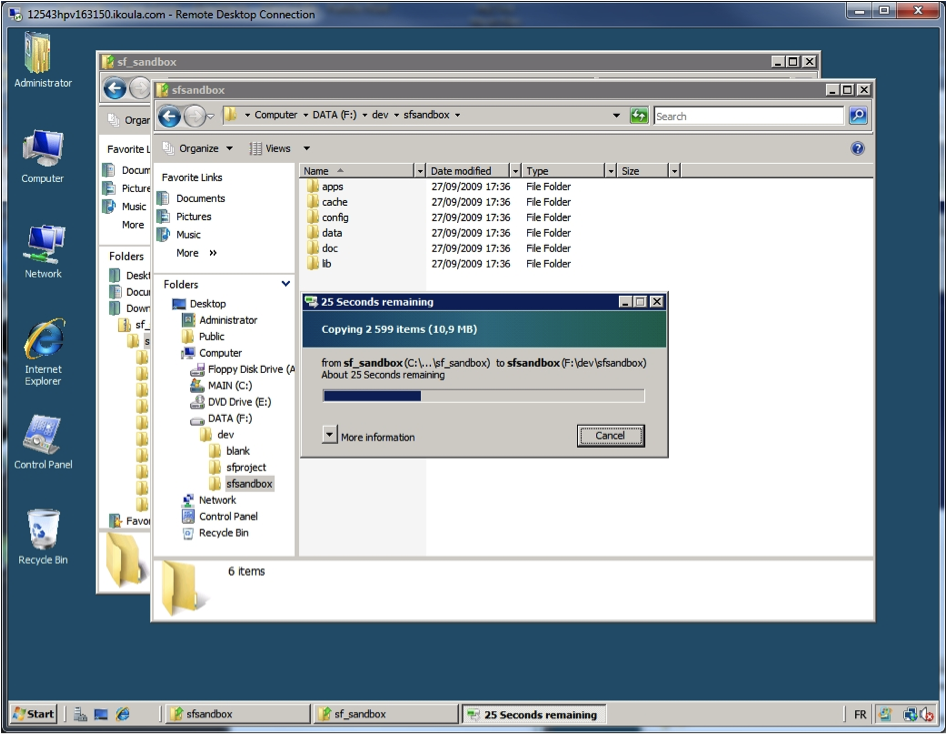 12543hpv163150.ikoula.com - Remote Desktop Connection
Administrator
Computer
Network
Internet
Explorer
Control Panel
Recycle Bin
sf_sandbox
Organ
Favorite L
Docum
Picture
Music
More
Folders
Deskt
Docu
Down
sf_
s
Favor
sfsandbox
Computer DATA (F:) dev sfsandbox
Search
Organize Views
Favorite Links
Documents
Pictures
Music
More »
Folders
Desktop
Administrator
Public
Computer
Floppy Disk Drive (A
MAIN (C:)
DVD Drive (E:)
DATA (F:)
dev
blank
sfproject
sfsandbox
Network
Control Panel
Recycle Bin
Name Date modified Type Size
apps 27/09/2009 17:36 File Folder
cache 27/09/2009 17:36 File Folder
config 27/09/2009 17:36 File Folder
data 27/09/2009 17:36 File Folder
doc 27/09/2009 17:36 File Folder
lib 27/09/2009 17:36 File Folder
25 Seconds remaining
Copying 2 599 items (10,9 MB)
from sf_sandbox (C:\...\sf_sandbox) to sfsandbox (F:\dev\sfsandbox)
About 25 Seconds remaining
More information
Cancel
6 items
Start sfsandbox sf_sandbox 25 Seconds remaining FR